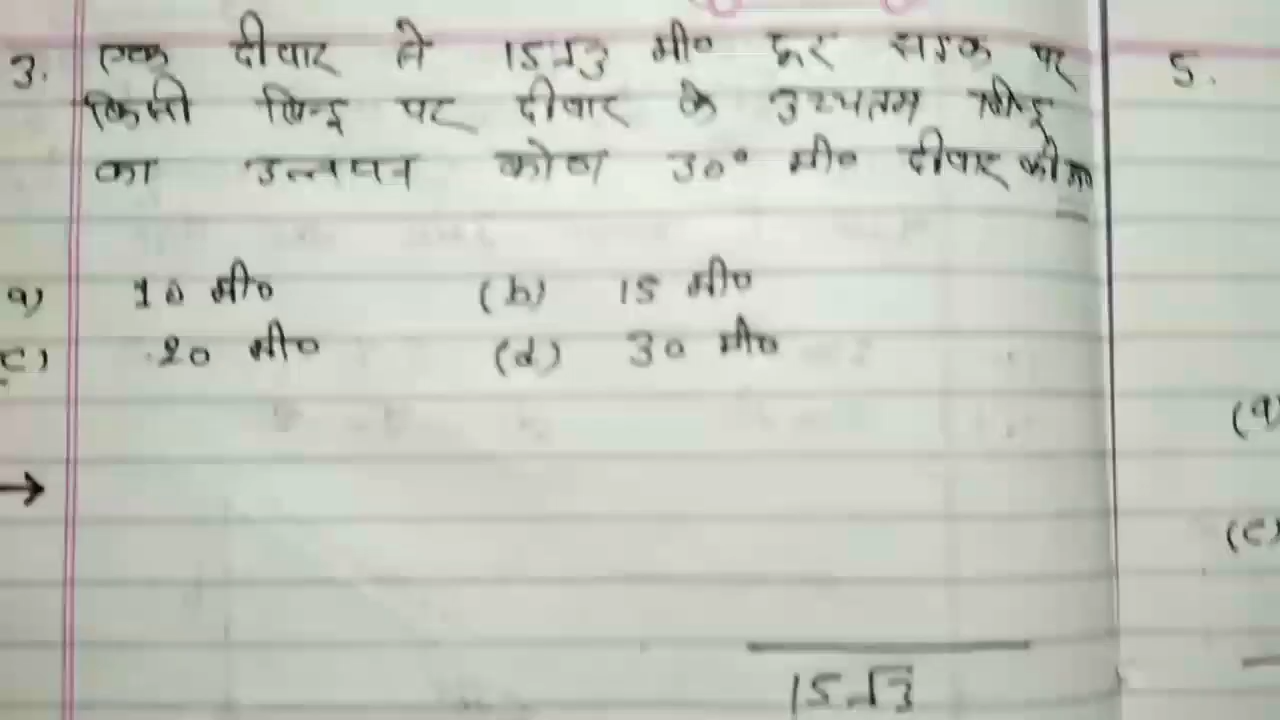 3. एक दीवार से 15√3 मी० दूर सड़क पर
किसी बिन्दु पर दीवार के उच्चतम बिन्दु
का उन्नयन कोण 30° मी० दीवार की
a) 10 मी० (b) 15 मी०
c) 20 मी० (d) 30 मी०
→
15√3
5.
(a
(c)